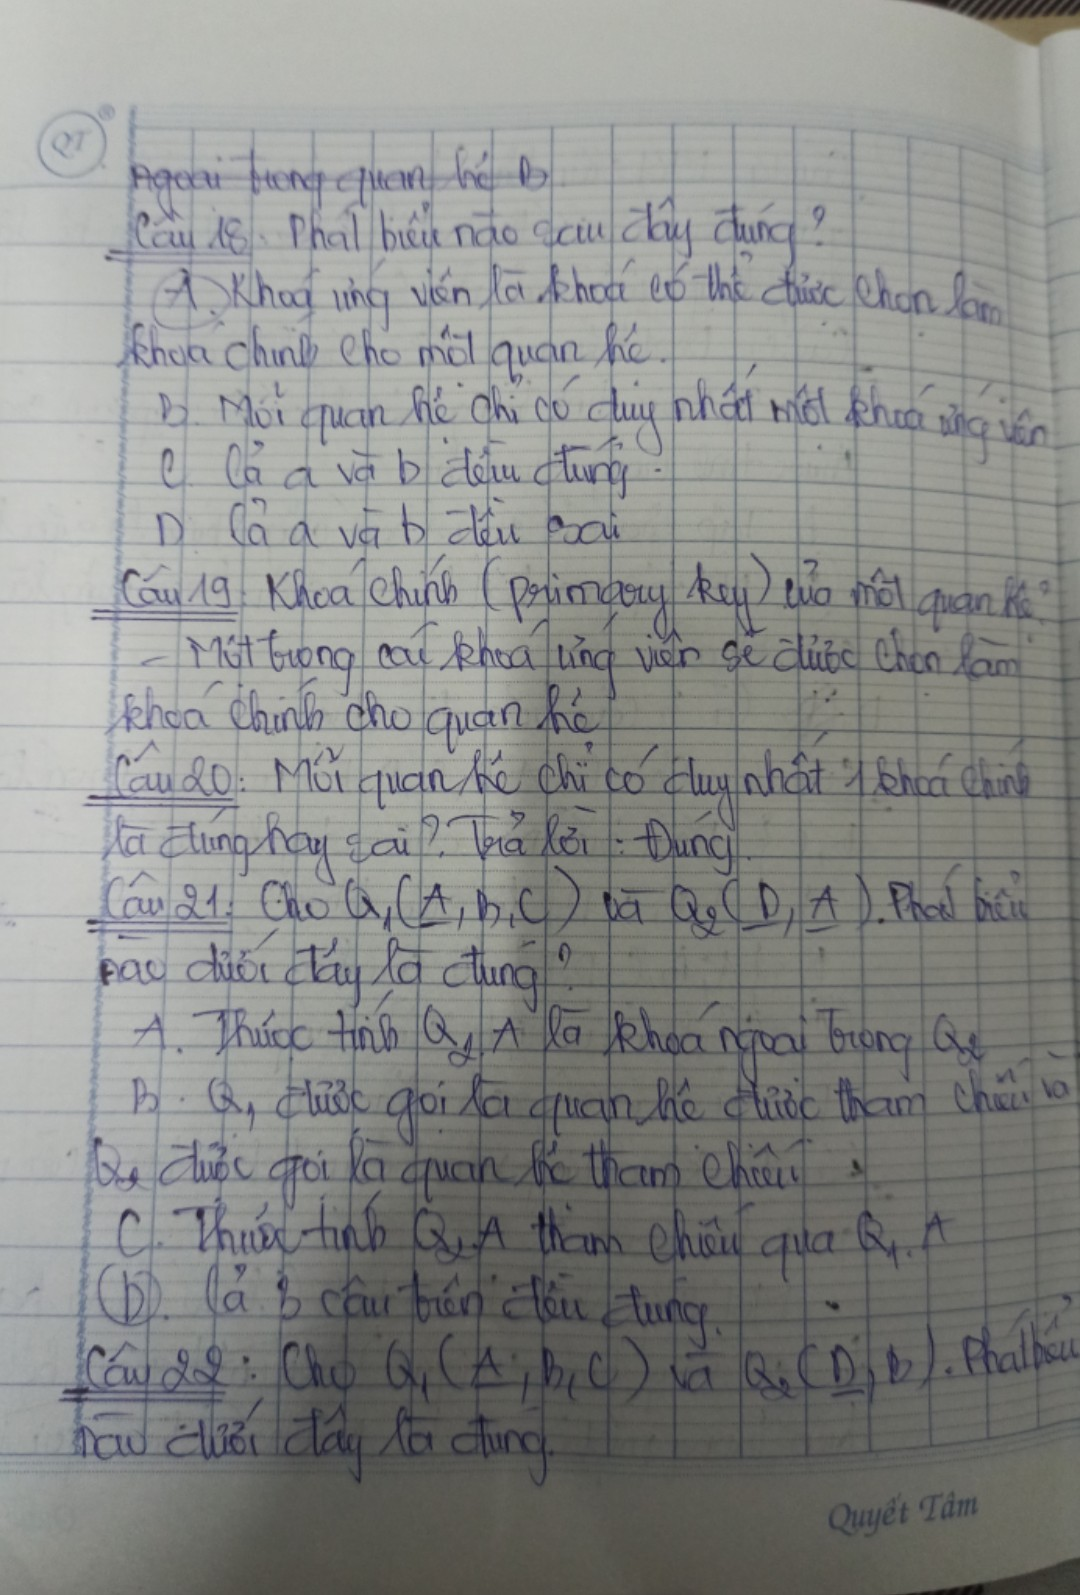 QT
Ngoại trong quan hệ B
Câu 18. Phát biểu nào sau đây đúng?
A. Khoá ứng viên là khoá có thể được chọn làm
khoá chính cho một quan hệ.
B. Mỗi quan hệ chỉ có duy nhất một khoá ứng viên
C. Cả a và b đều đúng.
D. Cả a và b đều sai
Câu 19: Khoá chính (primary key) của một quan hệ?
- Một trong các khoá ứng viên sẽ được chọn làm
khoá chính cho quan hệ
Câu 20: Mỗi quan hệ chỉ có duy nhất 1 khoá chính
là đúng hay sai? Trả lời: Đúng.
Câu 21: Cho Q1(A, B, C) và Q2(D, A). Phát biểu
nào dưới đây là đúng?
A. Thuộc tính Q2.A là khoá ngoại trong Q2
B. Q1 được gọi là quan hệ được tham chiếu và
Q2 được gọi là quan hệ tham chiếu
C. Thuộc tính Q2.A tham chiếu qua Q1.A
D. Cả 3 câu trên đều đúng.
Câu 22: Cho Q1(A, B, C) và Q2(D, B). Phát biểu
nào dưới đây là đúng.
Quyết Tâm